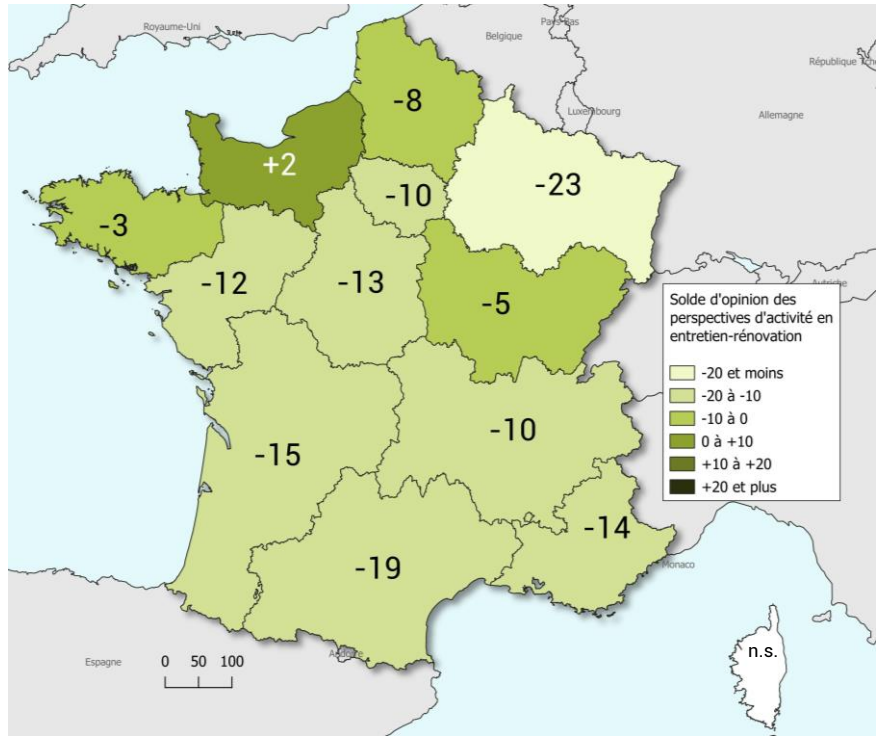 Royaume-Uni
Pays-Bas
Belgique
Luxembourg
Allemagne
-8
+2
-10
-23
-3
-12
-13
-5
Autriche
Solde d'opinion des
perspectives d'activité en
entretien-rénovation
-20 et moins
-20 à -10
-10 à 0
0 à +10
+10 à +20
+20 et plus
-10
-15
-14
-19
Monaco
n.s.
Espagne
Andorre
0 50 100